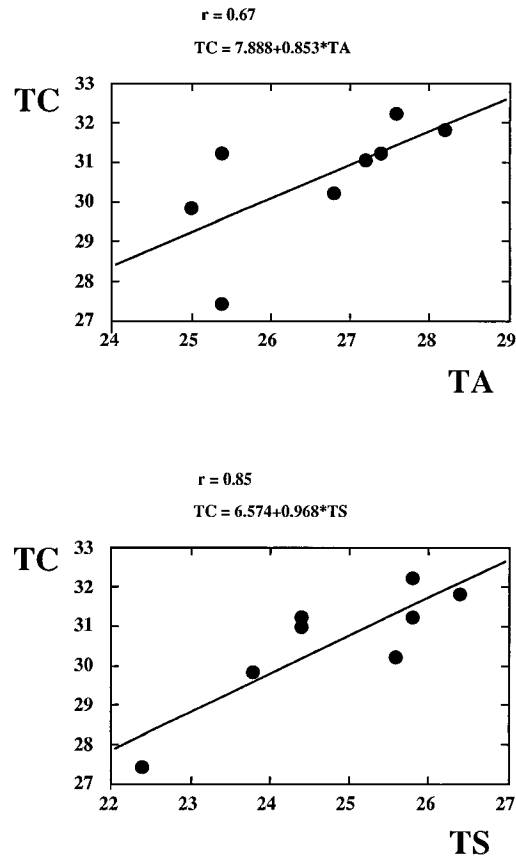 r = 0.67
TC = 7.888+0.853*TA
TC
33
32
31
30
29
28
27
24 25 26 27 28 29
TA
r = 0.85
TC = 6.574+0.968*TS
TC
33
32
31
30
29
28
27
22 23 24 25 26 27
TS